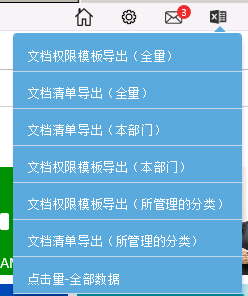 3
文档权限模板导出（全量）
文档清单导出（全量）
文档清单导出（本部门）
文档权限模板导出（本部门）
文档权限模板导出（所管理的分类）
文档清单导出（所管理的分类）
点击量-全部数据